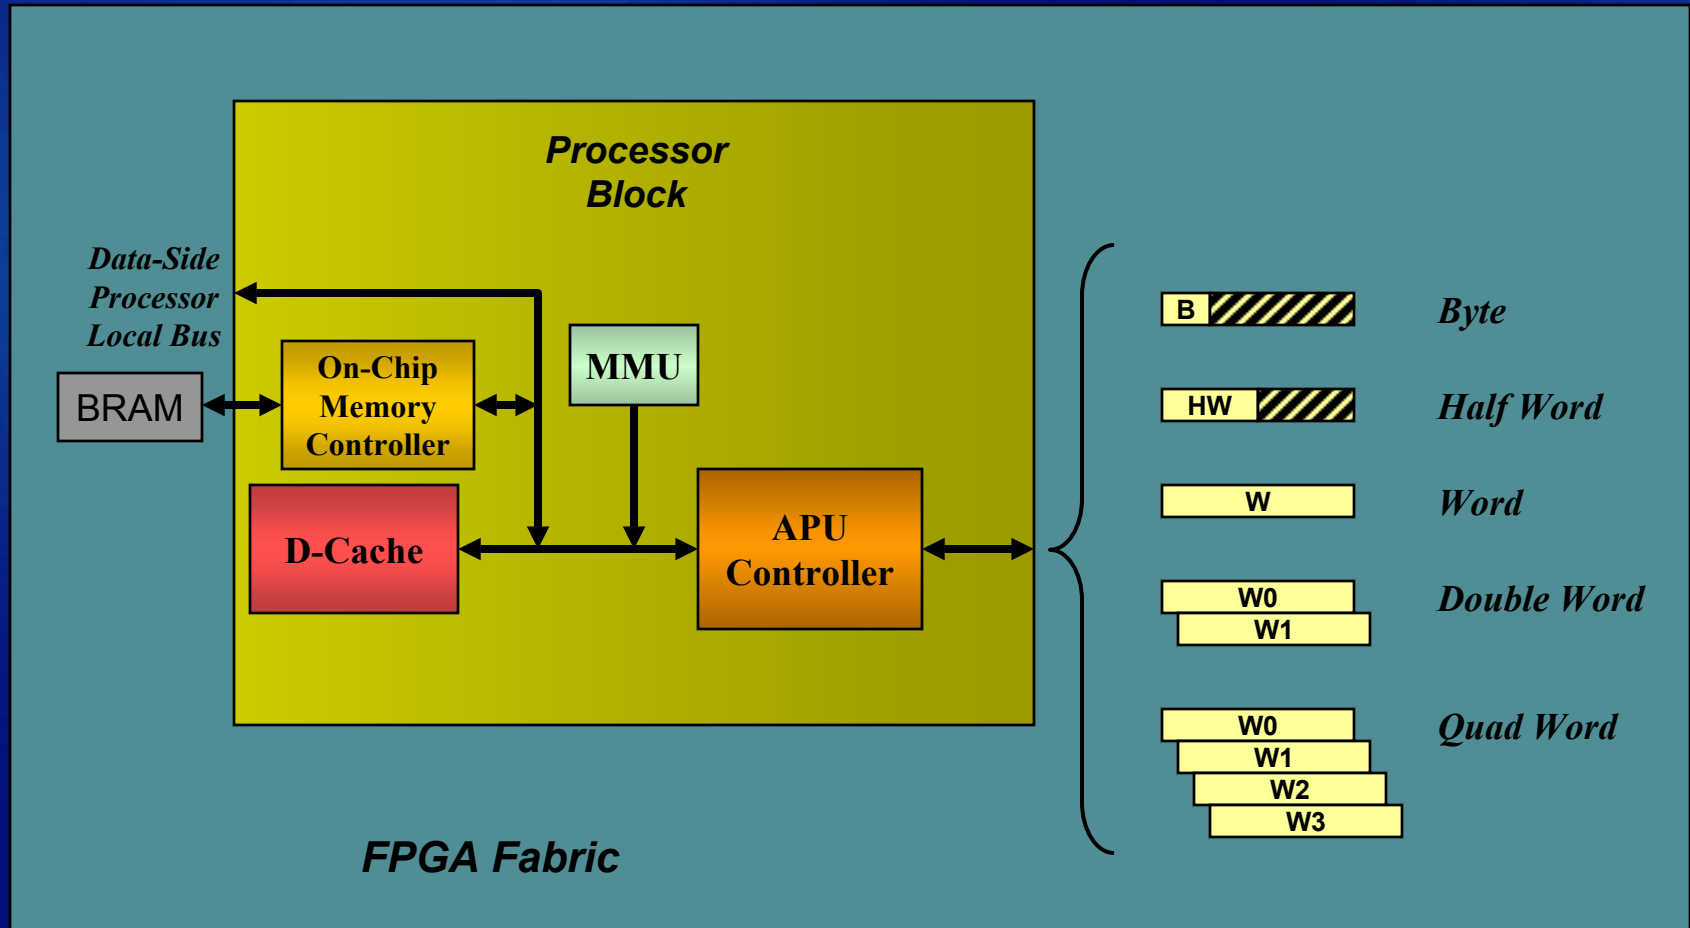 Processor
Block
Data-Side
Processor
Local Bus
BRAM
On-Chip
Memory
Controller
MMU
D-Cache
APU
Controller
B
Byte
HW
Half Word
W
Word
W0
Double Word
W1
W0
Quad Word
W1
W2
W3
FPGA Fabric